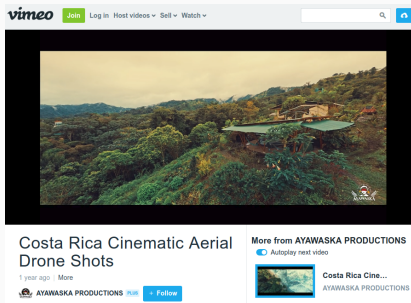 vimeo Join Log in Host videos Sell Watch
AYAWASKA
Costa Rica Cinematic Aerial
Drone Shots
1 year ago More
AYAWASKA PRODUCTIONS PLUS + Follow
More from AYAWASKA PRODUCTIONS
Autoplay next video
Costa Rica Cine...
AYAWASKA PRODUCTIONS